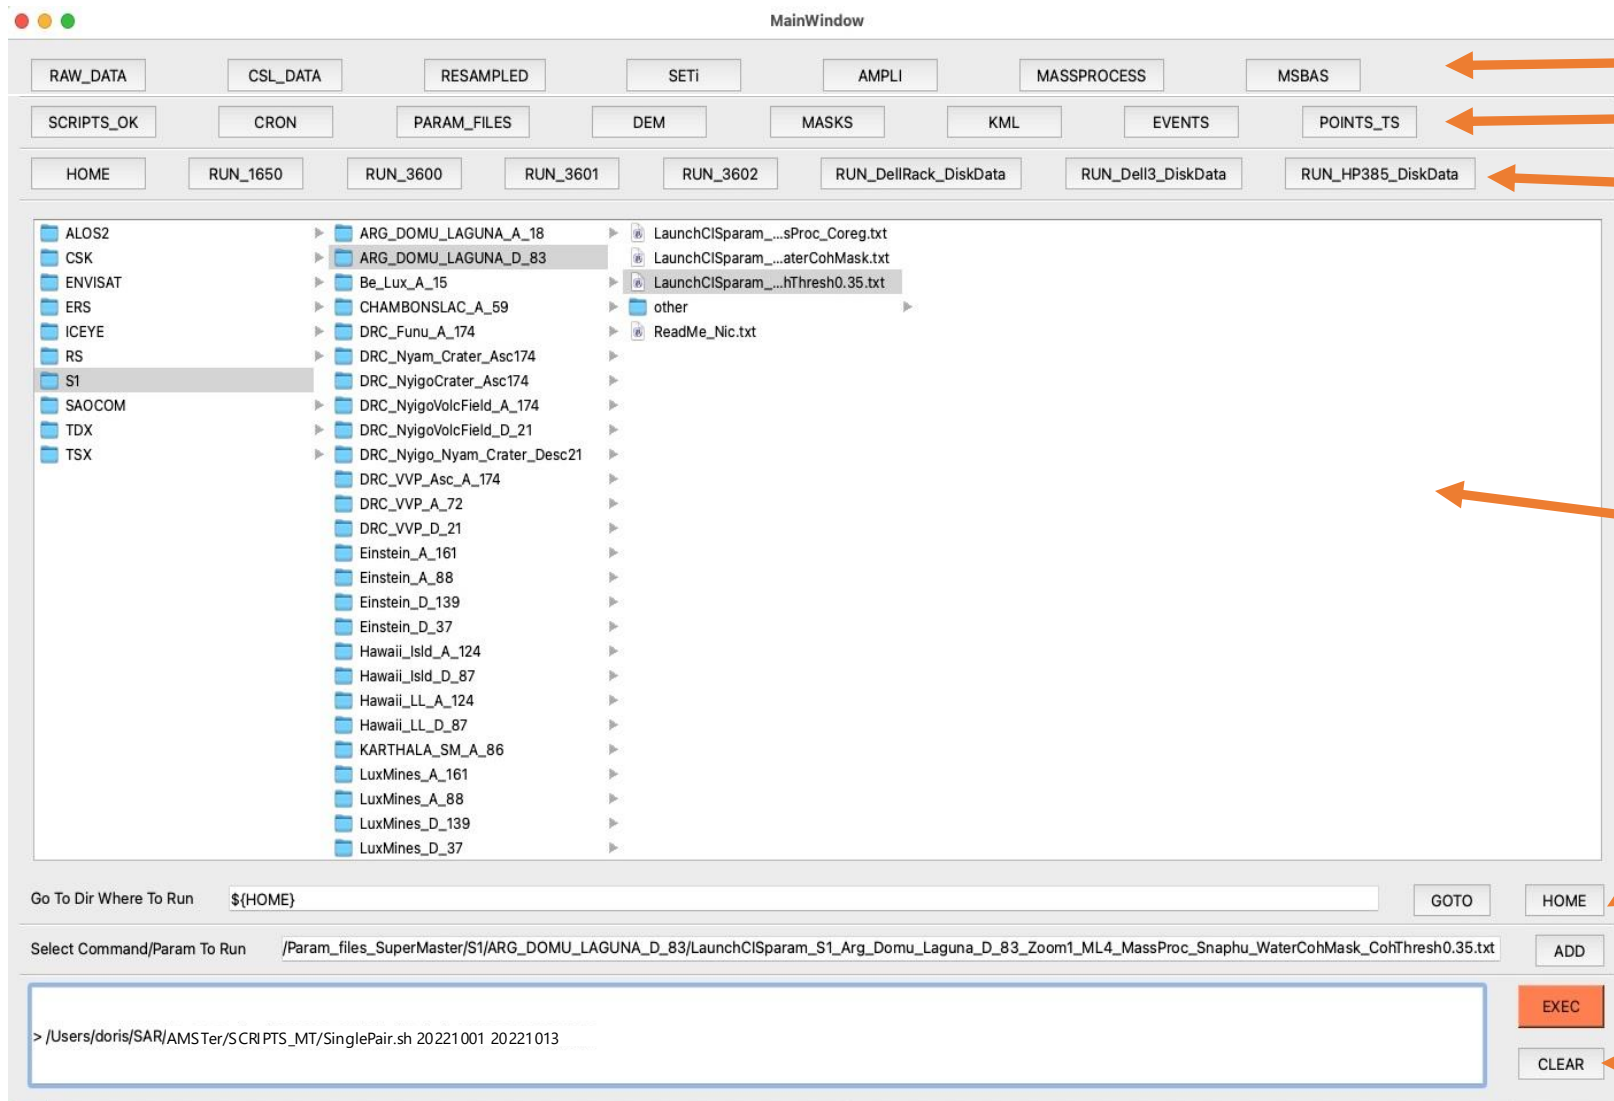 MainWindow
RAW_DATA CSL_DATA RESAMPLED SETi AMPLI MASSPROCESS MSBAS
SCRIPTS_OK CRON PARAM_FILES DEM MASKS KML EVENTS POINTS_TS
HOME RUN_1650 RUN_3600 RUN_3601 RUN_3602 RUN_DellRack_DiskData RUN_Dell3_DiskData RUN_HP385_DiskData
ALOS2 ARG_DOMU_LAGUNA_A_18 LaunchCISparam_...sProc_Coreg.txt
CSK ARG_DOMU_LAGUNA_D_83 LaunchCISparam_...aterCohMask.txt
ENVISAT Be_Lux_A_15 LaunchCISparam_...hThresh0.35.txt
ERS CHAMBONSLAC_A_59 other
ICEYE DRC_Funu_A_174 ReadMe_Nic.txt
RS DRC_Nyam_Crater_Asc174
S1 DRC_NyigoCrater_Asc174
SAOCOM DRC_NyigoVolcField_A_174
TDX DRC_NyigoVolcField_D_21
TSX DRC_Nyigo_Nyam_Crater_Desc21
DRC_VVP_Asc_A_174
DRC_VVP_A_72
DRC_VVP_D_21
Einstein_A_161
Einstein_A_88
Einstein_D_139
Einstein_D_37
Hawaii_Isld_A_124
Hawaii_Isld_D_87
Hawaii_LL_A_124
Hawaii_LL_D_87
KARTHALA_SM_A_86
LuxMines_A_161
LuxMines_A_88
LuxMines_D_139
LuxMines_D_37
Go To Dir Where To Run ${HOME} GOTO HOME
Select Command/Param To Run /Param_files_SuperMaster/S1/ARG_DOMU_LAGUNA_D_83/LaunchCISparam_S1_Arg_Domu_Laguna_D_83_Zoom1_ML4_MassProc_Snaphu_WaterCohMask_CohThresh0.35.txt ADD
EXEC
> /Users/doris/SAR/AMSTer/SCRIPTS_MT/SinglePair.sh 20221001 20221013
CLEAR